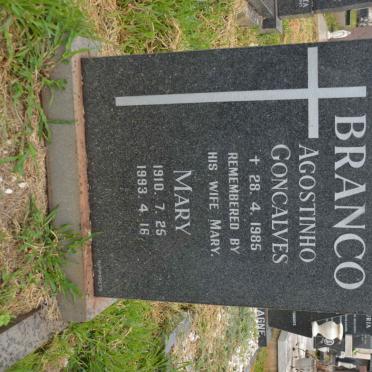 BRANCO
AGOSTINHO
GONCALVES
+ 28. 4. 1985
REMEMBERED BY
HIS WIFE MARY.
MARY
1910. 7. 25
1993. 4. 16